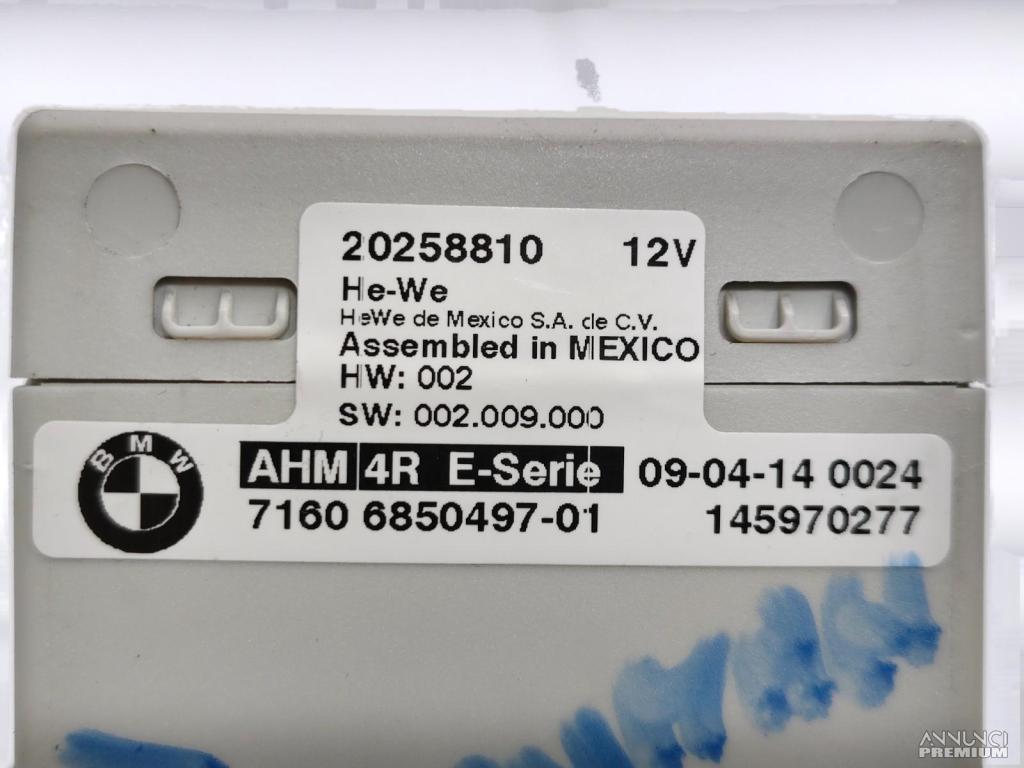 20258810 12V
He-We
HeWe de Mexico S.A. de C.V.
Assembled in MEXICO
HW: 002
SW: 002.009.000
BMW
AHM 4R E-Serie 09-04-14 0024
7160 6850497-01 145970277
ANNUNCI
PREMIUM